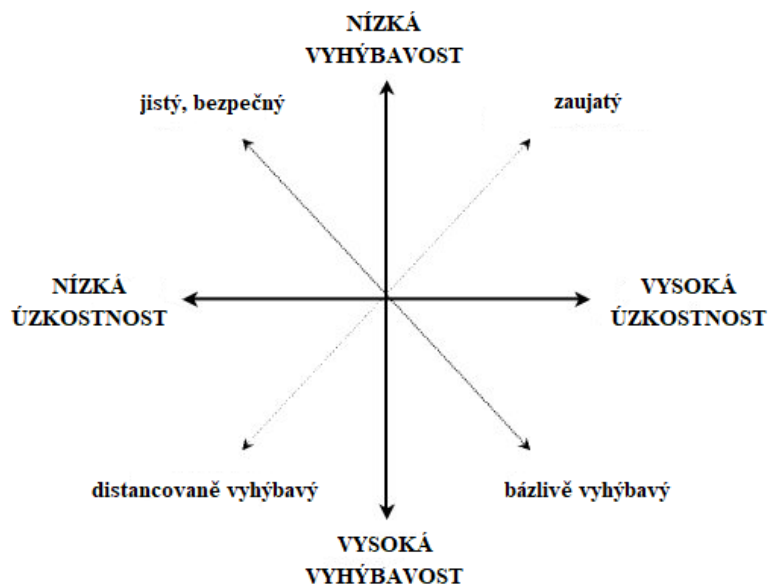 NÍZKÁ
VYHÝBAVOST
jistý, bezpečný
zaujatý
NÍZKÁ
ÚZKOSTNOST
VYSOKÁ
ÚZKOSTNOST
distancovaně vyhýbavý
bázlivě vyhýbavý
VYSOKÁ
VYHÝBAVOST